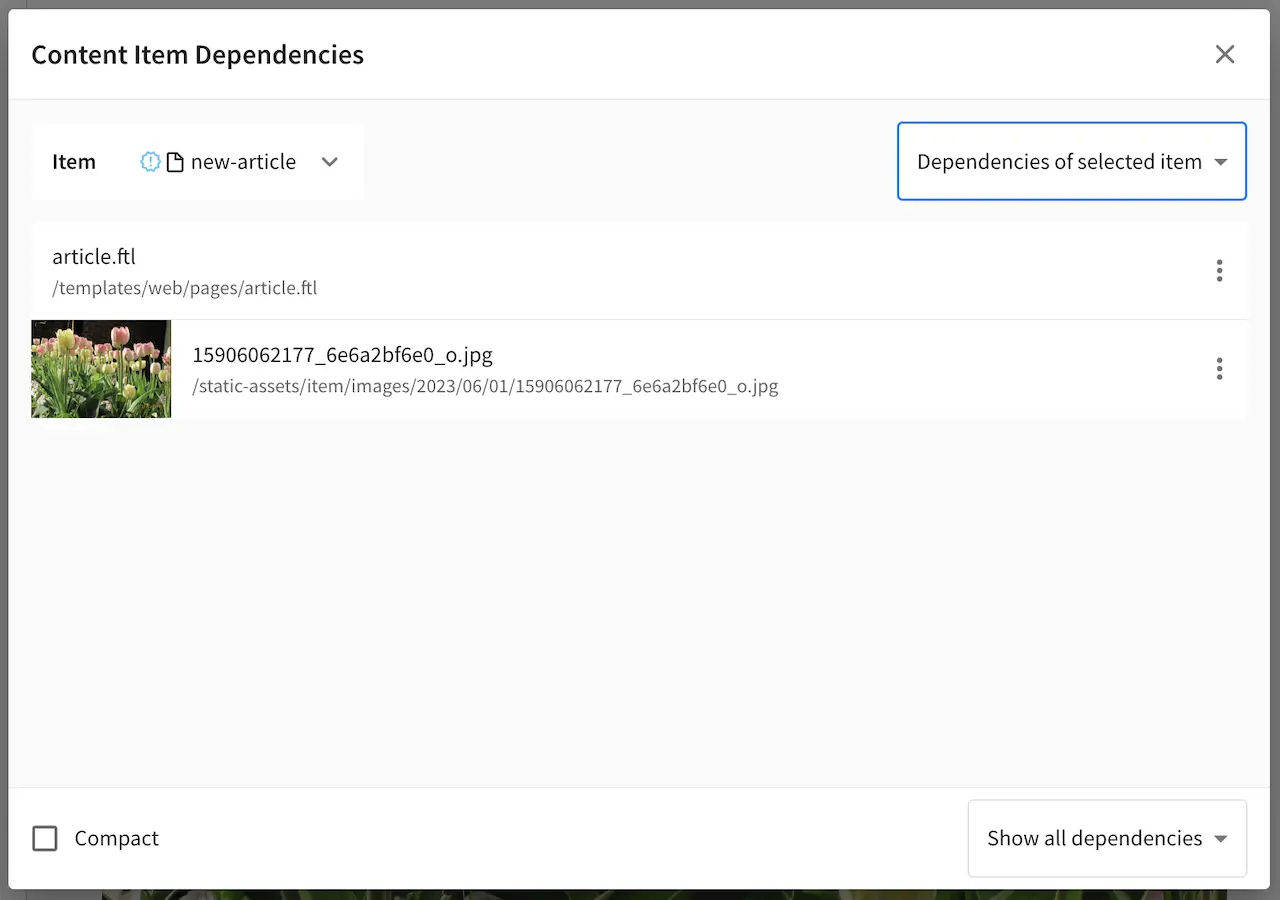 Content Item Dependencies
Item new-article
Dependencies of selected item
article.ftl
/templates/web/pages/article.ftl
15906062177_6e6a2bf6e0_o.jpg
/static-assets/item/images/2023/06/01/15906062177_6e6a2bf6e0_o.jpg
Compact
Show all dependencies